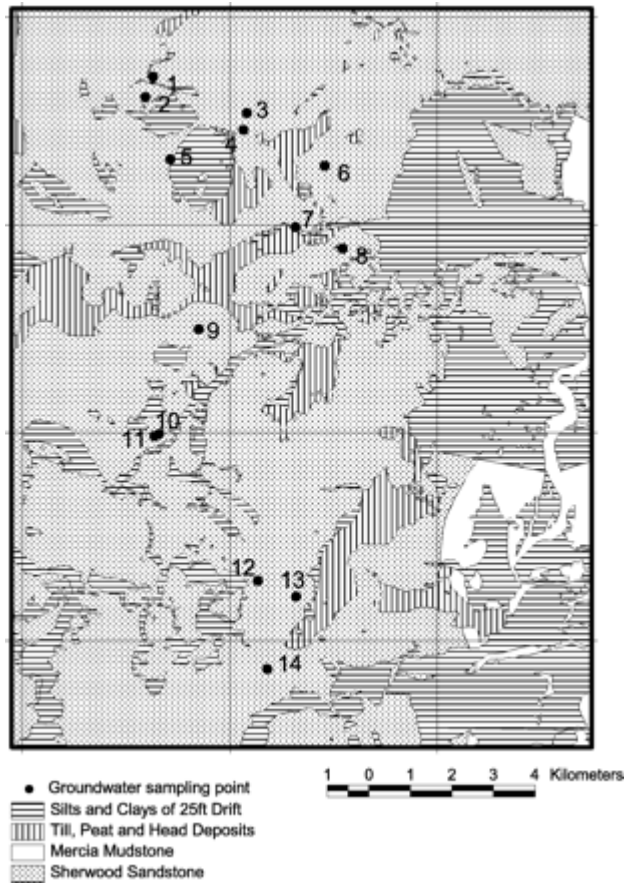 1
2
3
4
5
6
7
8
9
10
11
12
13
14
1 0 1 2 3 4 Kilometers
Groundwater sampling point
Silts and Clays of 25ft Drift
Till, Peat and Head Deposits
Mercia Mudstone
Sherwood Sandstone